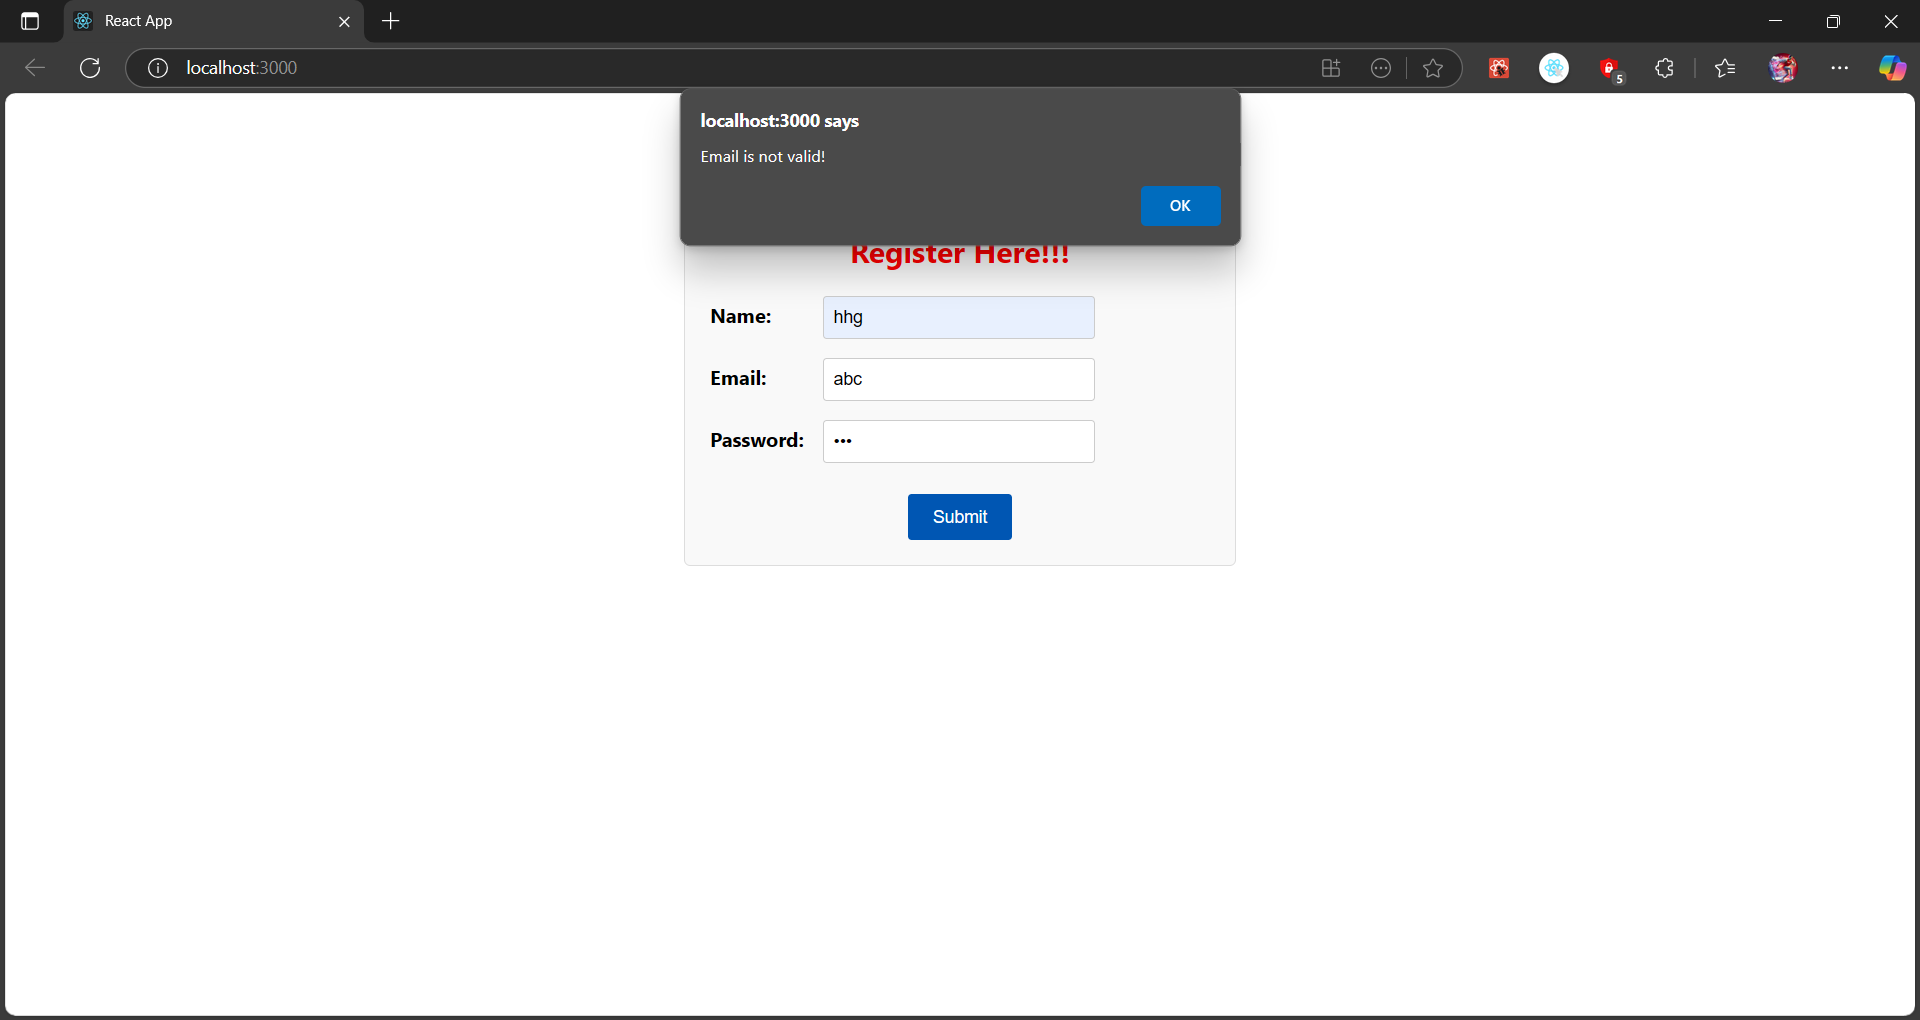 React App
localhost:3000
5
localhost:3000 says
Email is not valid!
OK
Register Here!!!
Name: hhg
Email: abc
Password: •••
Submit